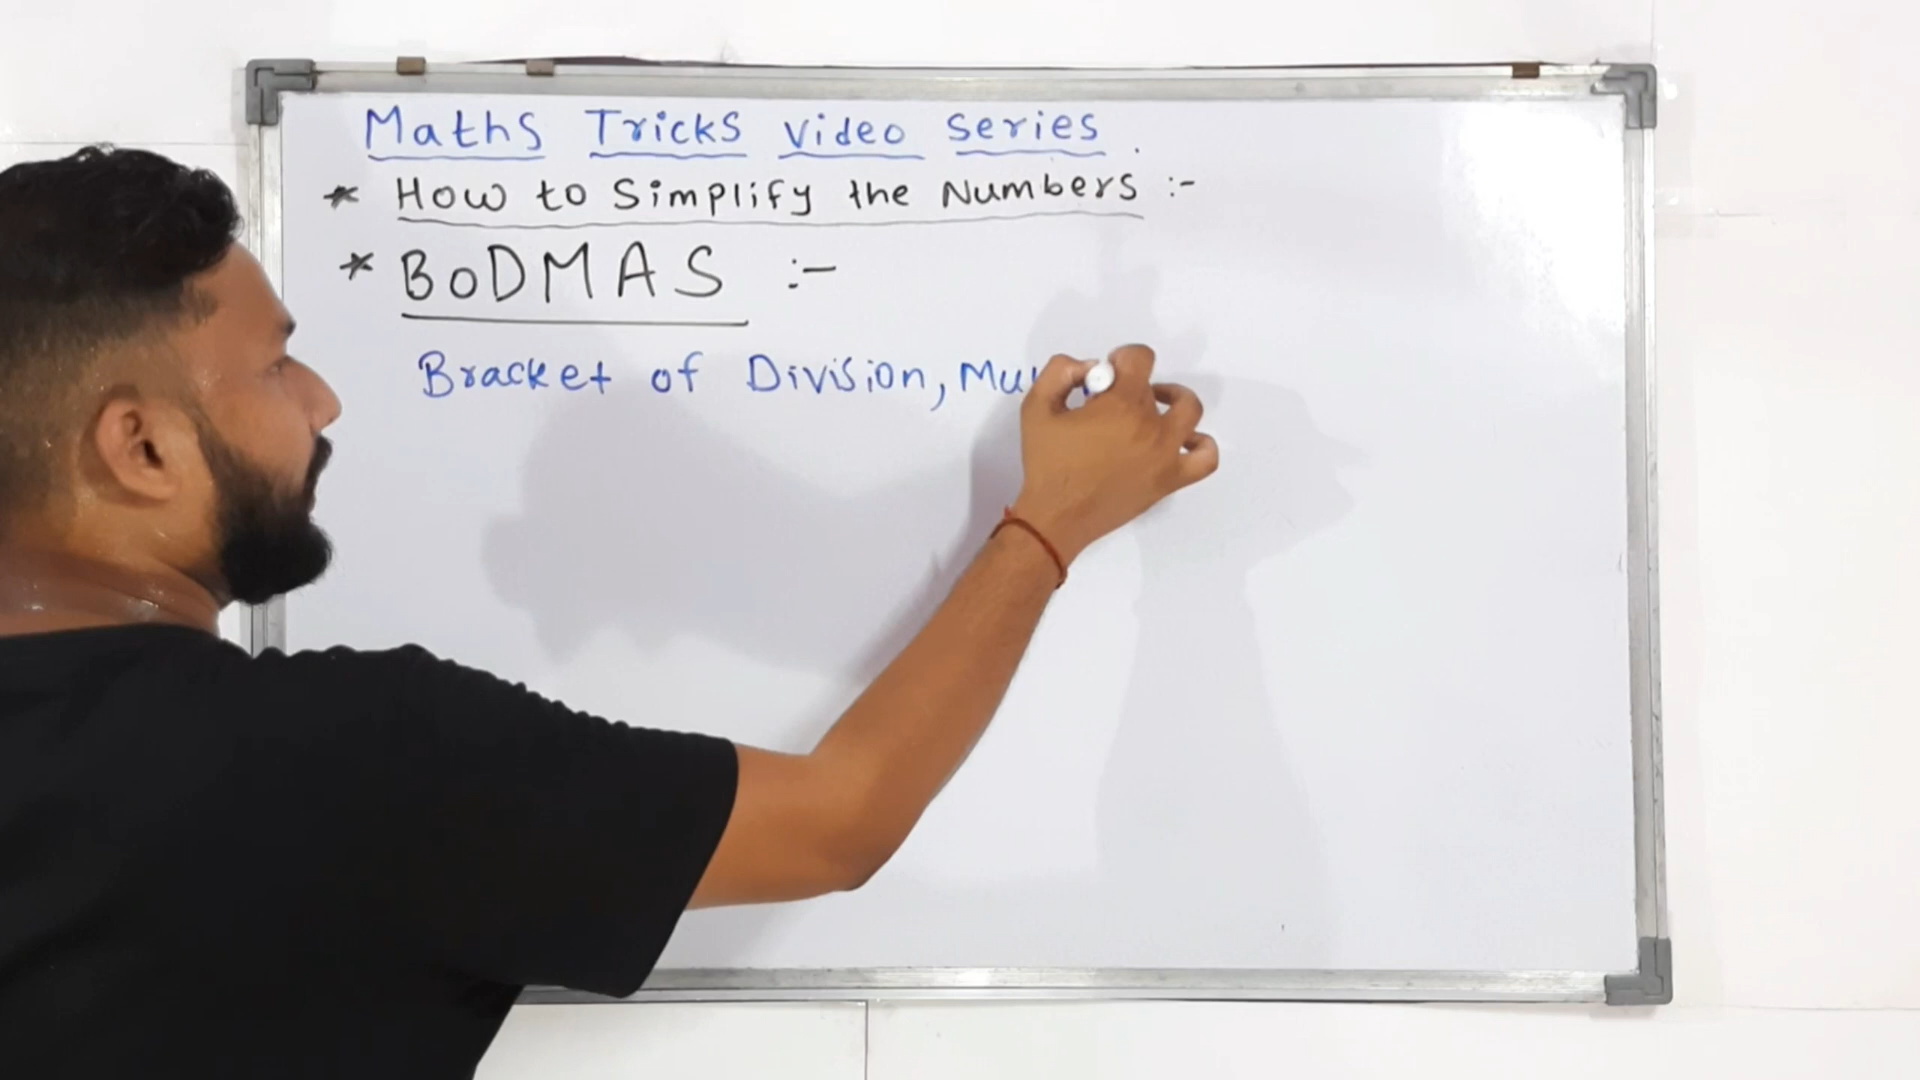 Maths Tricks Video Series.
* How to Simplify the Numbers :-
* BODMAS :-
Bracket of Division,